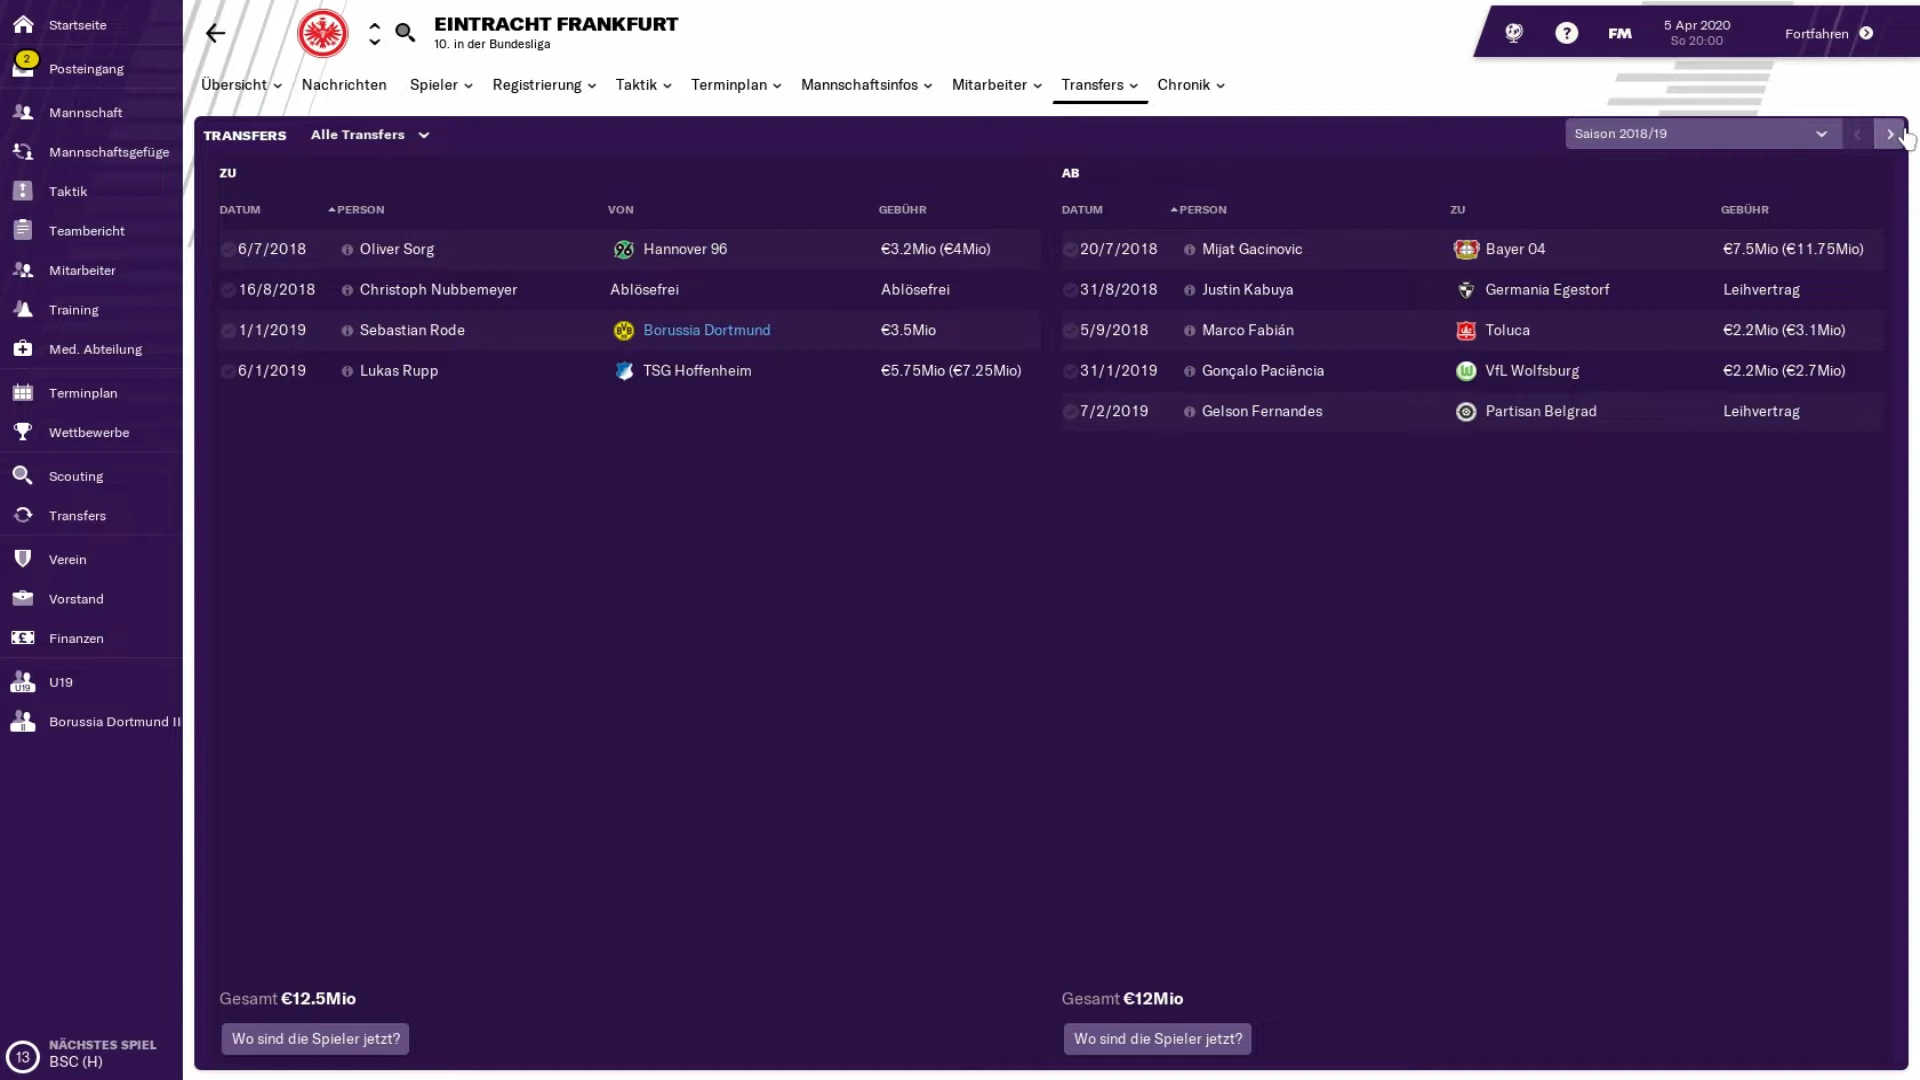 Startseite
2
Posteingang
Mannschaft
Mannschaftsgefüge
Taktik
Teambericht
Mitarbeiter
Training
Med. Abteilung
Terminplan
Wettbewerbe
Scouting
Transfers
Verein
Vorstand
Finanzen
U19
U19
II
Borussia Dortmund II
13
NÄCHSTES SPIEL
BSC (H)
EINTRACHT FRANKFURT
10. in der Bundesliga
? FM 5 Apr 2020 Fortfahren
So 20:00
Übersicht Nachrichten Spieler Registrierung Taktik Terminplan Mannschaftsinfos Mitarbeiter Transfers Chronik
TRANSFERS Alle Transfers Saison 2018/19
ZU
DATUM PERSON VON GEBÜHR
6/7/2018 Oliver Sorg Hannover 96 €3.2Mio (€4Mio)
16/8/2018 Christoph Nubbemeyer Ablösefrei Ablösefrei
1/1/2019 Sebastian Rode Borussia Dortmund €3.5Mio
6/1/2019 Lukas Rupp TSG Hoffenheim €5.75Mio (€7.25Mio)
Gesamt €12.5Mio
Wo sind die Spieler jetzt?
AB
DATUM PERSON ZU GEBÜHR
20/7/2018 Mijat Gacinovic Bayer 04 €7.5Mio (€11.75Mio)
31/8/2018 Justin Kabuya Germania Egestorf Leihvertrag
5/9/2018 Marco Fabián Toluca €2.2Mio (€3.1Mio)
31/1/2019 Gonçalo Paciência VfL Wolfsburg €2.2Mio (€2.7Mio)
7/2/2019 Gelson Fernandes Partisan Belgrad Leihvertrag
Gesamt €12Mio
Wo sind die Spieler jetzt?